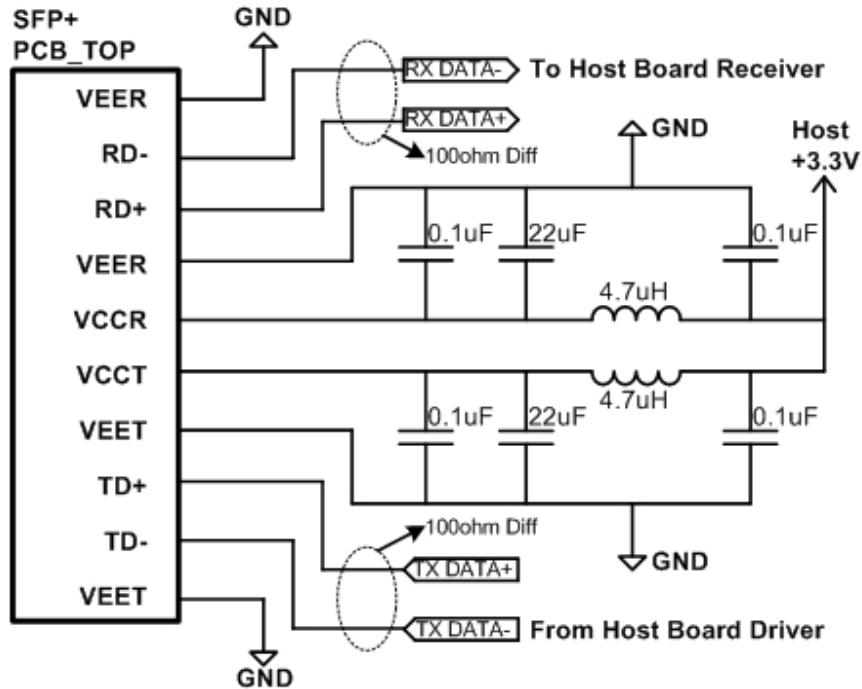 SFP+
PCB_TOP
GND
VEER
RX DATA- To Host Board Receiver
RD-
RX DATA+
100ohm Diff
GND
Host
+3.3V
RD+
VEER
0.1uF 22uF 0.1uF
4.7uH
VCCR
VCCT
4.7uH
VEET
0.1uF 22uF 0.1uF
TD+
100ohm Diff
TD-
TX DATA+
GND
VEET
TX DATA- From Host Board Driver
GND